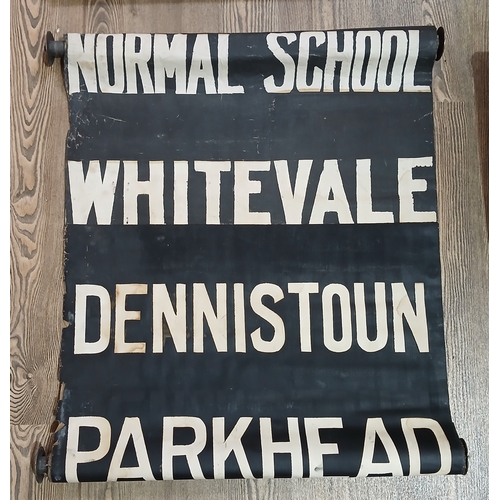 NORMAL SCHOOL
WHITEVALE
DENNISTOUN
PARKHEAD